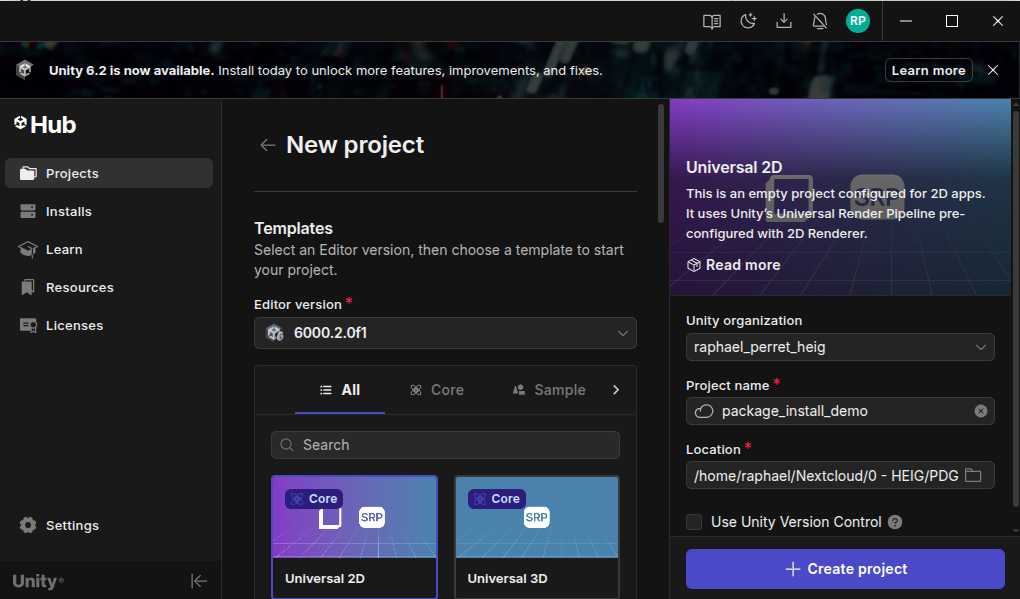 RP
Unity 6.2 is now available. Install today to unlock more features, improvements, and fixes.
Learn more
Hub
Projects
Installs
Learn
Resources
Licenses
Settings
Unity®
New project
Templates
Select an Editor version, then choose a template to start
your project.
Editor version *
6000.2.0f1
All
Core
Sample
Search
Core
SRP
Universal 2D
Core
SRP
Universal 3D
SRP
Universal 2D
This is an empty project configured for 2D apps.
It uses Unity's Universal Render Pipeline pre-
configured with 2D Renderer.
Read more
Unity organization
raphael_perret_heig
Project name *
package_install_demo
Location *
/home/raphael/Nextcloud/0 - HEIG/PDG
Use Unity Version Control ?
+ Create project